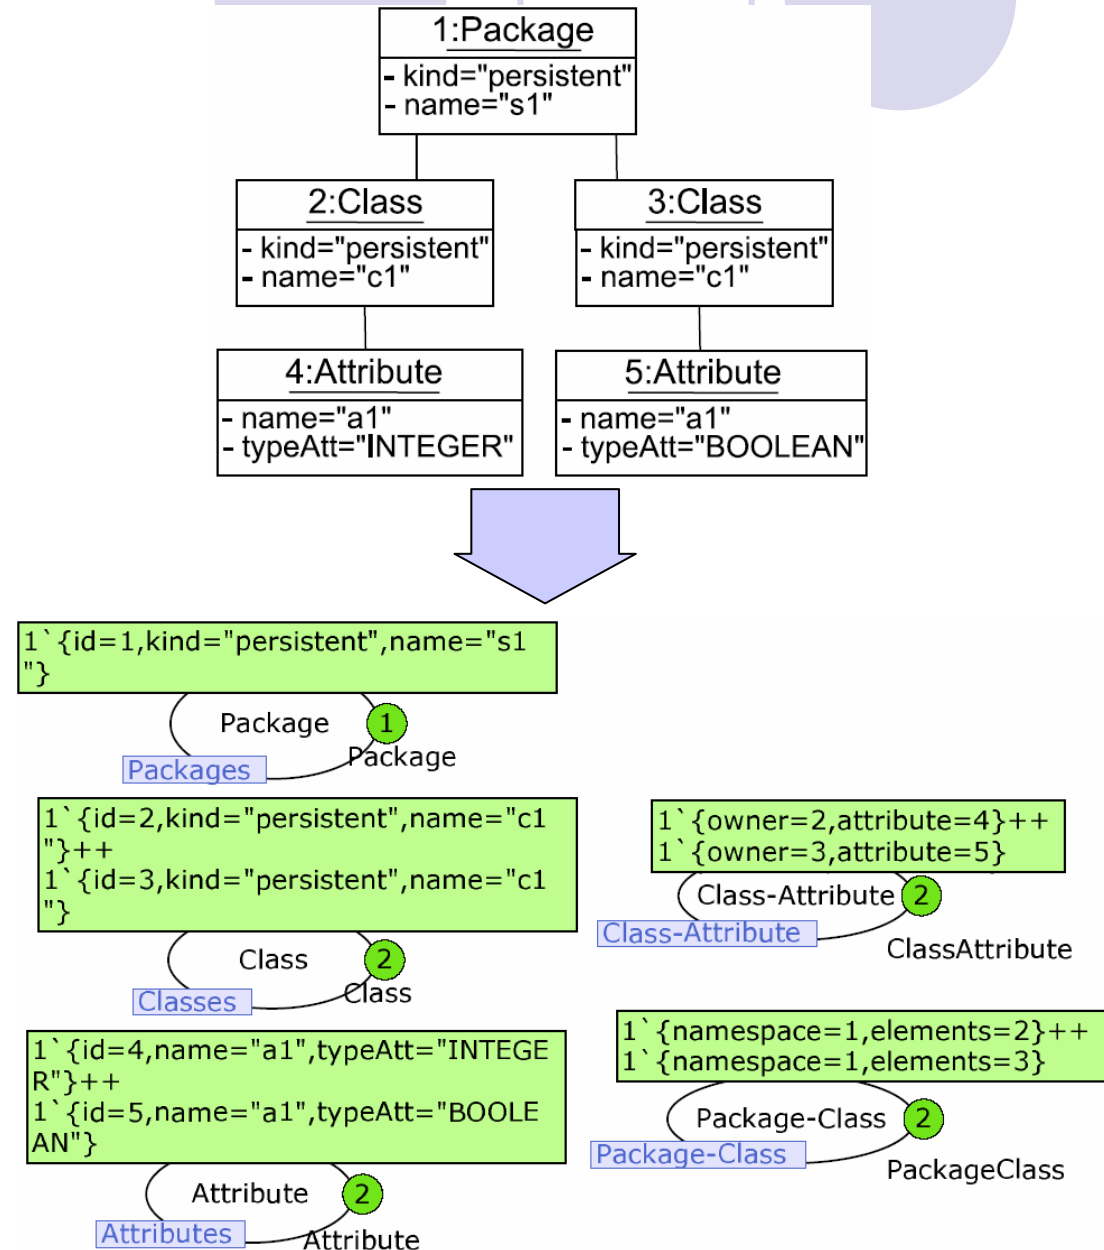 1:Package
- kind="persistent"
- name="s1"
2:Class
- kind="persistent"
- name="c1"
3:Class
- kind="persistent"
- name="c1"
4:Attribute
- name="a1"
- typeAtt="INTEGER"
5:Attribute
- name="a1"
- typeAtt="BOOLEAN"
1`{id=1,kind="persistent",name="s1
"}
Package
1
Package
Packages
1`{id=2,kind="persistent",name="c1
"}++
1`{id=3,kind="persistent",name="c1
"}
Class
2
Class
Classes
1`{owner=2,attribute=4}++
1`{owner=3,attribute=5}
Class-Attribute
2
Class-Attribute
ClassAttribute
1`{id=4,name="a1",typeAtt="INTEGE
R"}++
1`{id=5,name="a1",typeAtt="BOOLE
AN"}
Attribute
2
Attributes
Attribute
1`{namespace=1,elements=2}++
1`{namespace=1,elements=3}
Package-Class
2
Package-Class
PackageClass